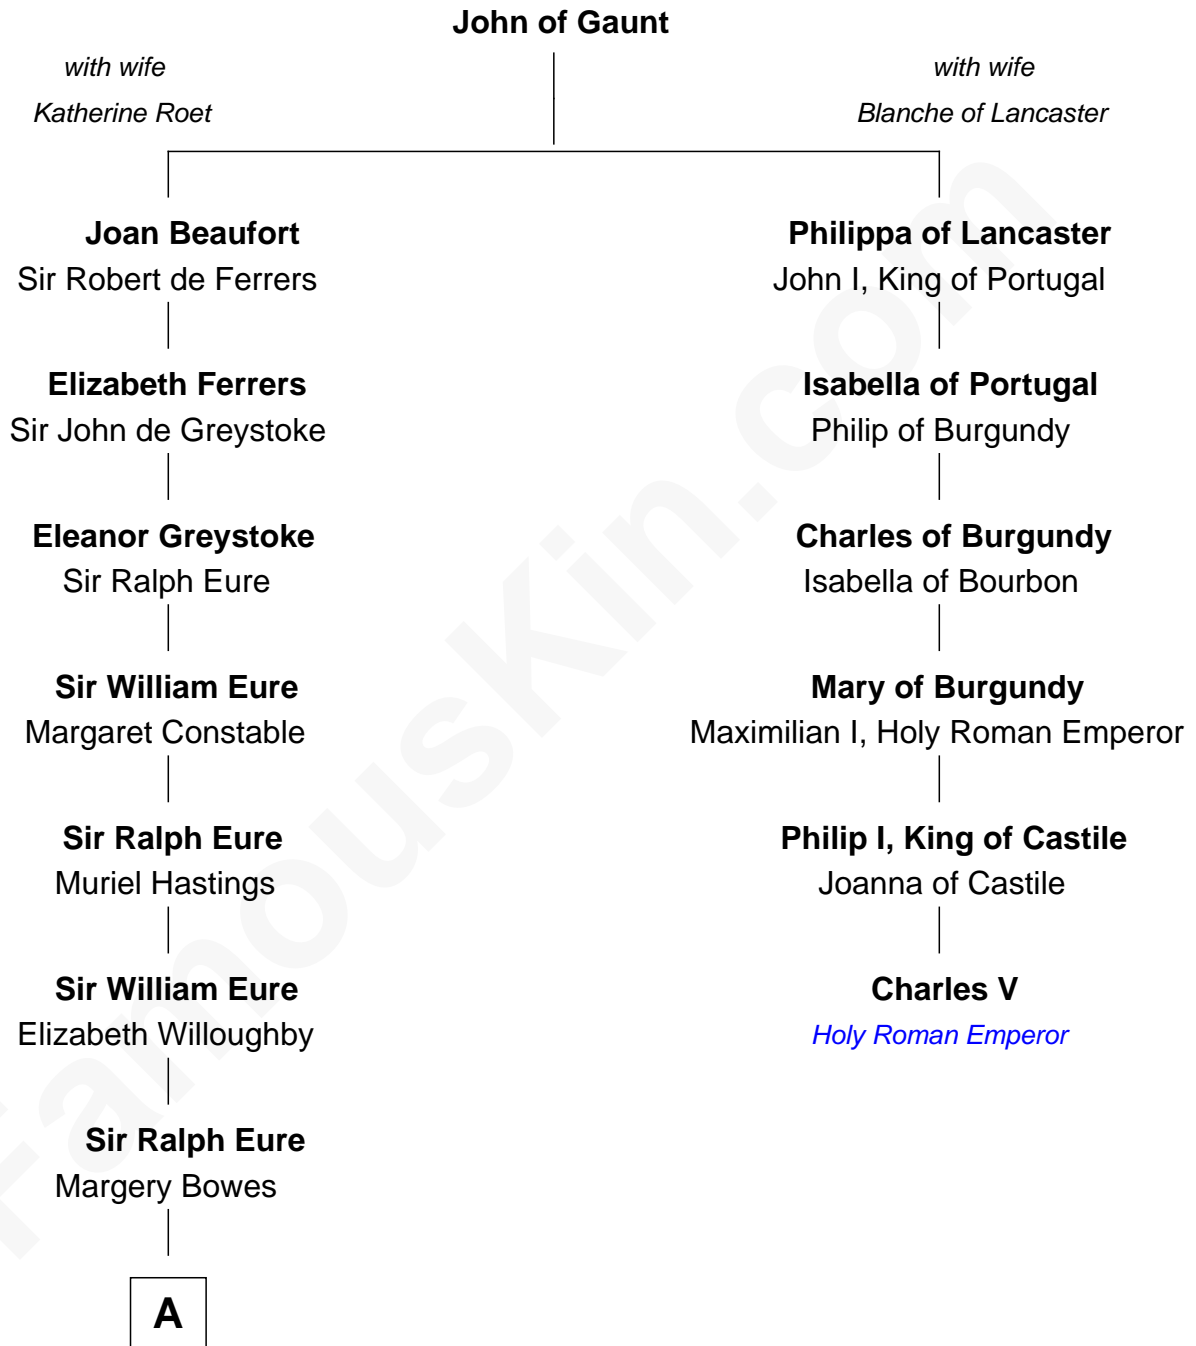 John of Gaunt
with wife
Katherine Roet
with wife
Blanche of Lancaster
Joan Beaufort
Sir Robert de Ferrers
Philippa of Lancaster
John I, King of Portugal
Elizabeth Ferrers
Sir John de Greystoke
Isabella of Portugal
Philip of Burgundy
Eleanor Greystoke
Sir Ralph Eure
Charles of Burgundy
Isabella of Bourbon
Sir William Eure
Margaret Constable
Mary of Burgundy
Maximilian I, Holy Roman Emperor
Sir Ralph Eure
Muriel Hastings
Philip I, King of Castile
Joanna of Castile
Sir William Eure
Elizabeth Willoughby
Charles V
Holy Roman Emperor
Sir Ralph Eure
Margery Bowes
A
FamousKin.com